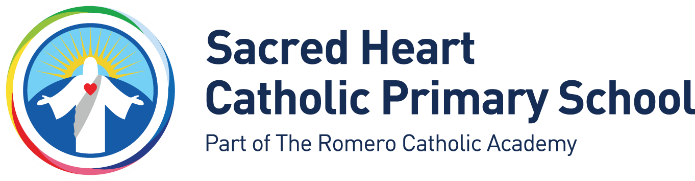 Sacred Heart
Catholic Primary School
Part of The Romero Catholic Academy